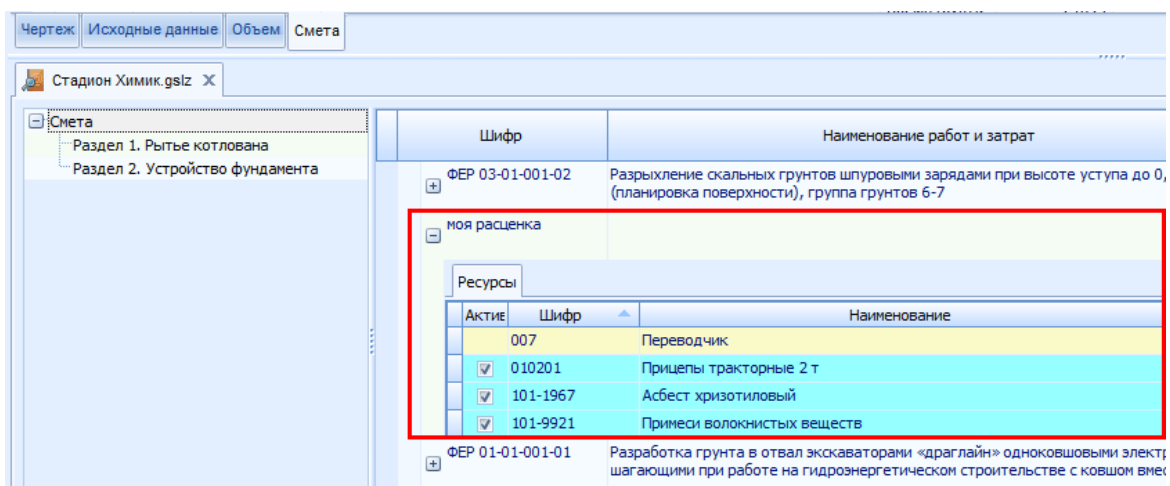 Чертеж Исходные данные Объем Смета
Стадион Химик.gslz X
Смета
Раздел 1. Рытье котлована
Раздел 2. Устройство фундамента
Шифр Наименование работ и затрат
ФЕР 03-01-001-02 Разрыхление скальных грунтов шпуровыми зарядами при высоте уступа до 0,
(планировка поверхности), группа грунтов 6-7
моя расценка
Ресурсы
Актив Шифр Наименование
007 Переводчик
010201 Прицепы тракторные 2 т
101-1967 Асбест хризотиловый
101-9921 Примеси волокнистых веществ
ФЕР 01-01-001-01 Разработка грунта в отвал экскаваторами «драглайн» одноковшовыми электр
шагающими при работе на гидроэнергетическом строительстве с ковшом вмес